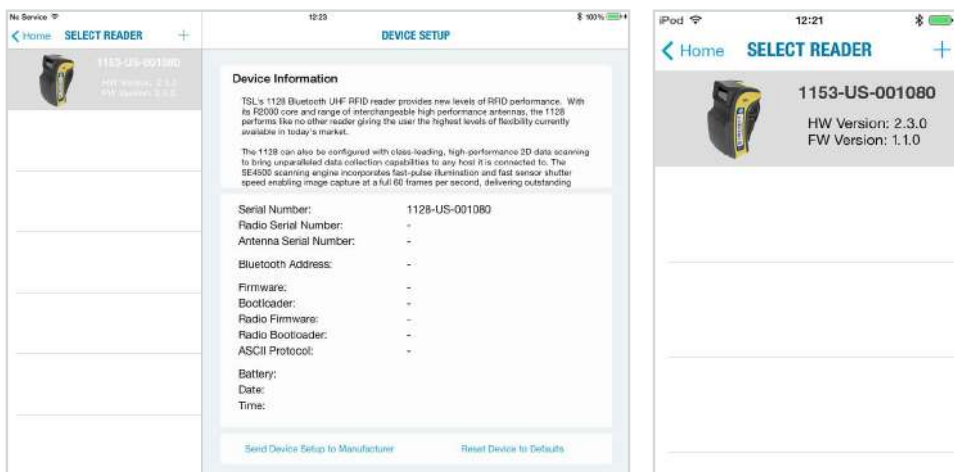 No Service 12:23 100%
Home SELECT READER +
1153-US-001080
DEVICE SETUP
Device Information
TSL's 1128 Bluetooth UHF RFID reader provides new levels of RFID performance. With
its R2000 core and range of interchangeable high performance antennas, the 1128
performs like no other reader giving the user the highest levels of flexibility currently
available in today's market.
The 1128 can also be configured with class-leading, high-performance 2D data scanning
to bring unparalleled data collection capabilities to any host it is connected to. The
SE4500 scanning engine incorporates fast-pulse illumination and fast sensor shutter
speed enabling image capture at a full 60 frames per second, delivering outstanding
Serial Number: 1128-US-001080
Radio Serial Number: -
Antenna Serial Number: -
Bluetooth Address: -
Firmware: -
Bootloader: -
Radio Firmware: -
Radio Bootloader: -
ASCII Protocol: -
Battery:
Date:
Time:
Send Device Setup to Manufacturer Reset Device to Defaults
iPod 12:21
Home SELECT READER +
1153-US-001080
HW Version: 2.3.0
FW Version: 1.1.0